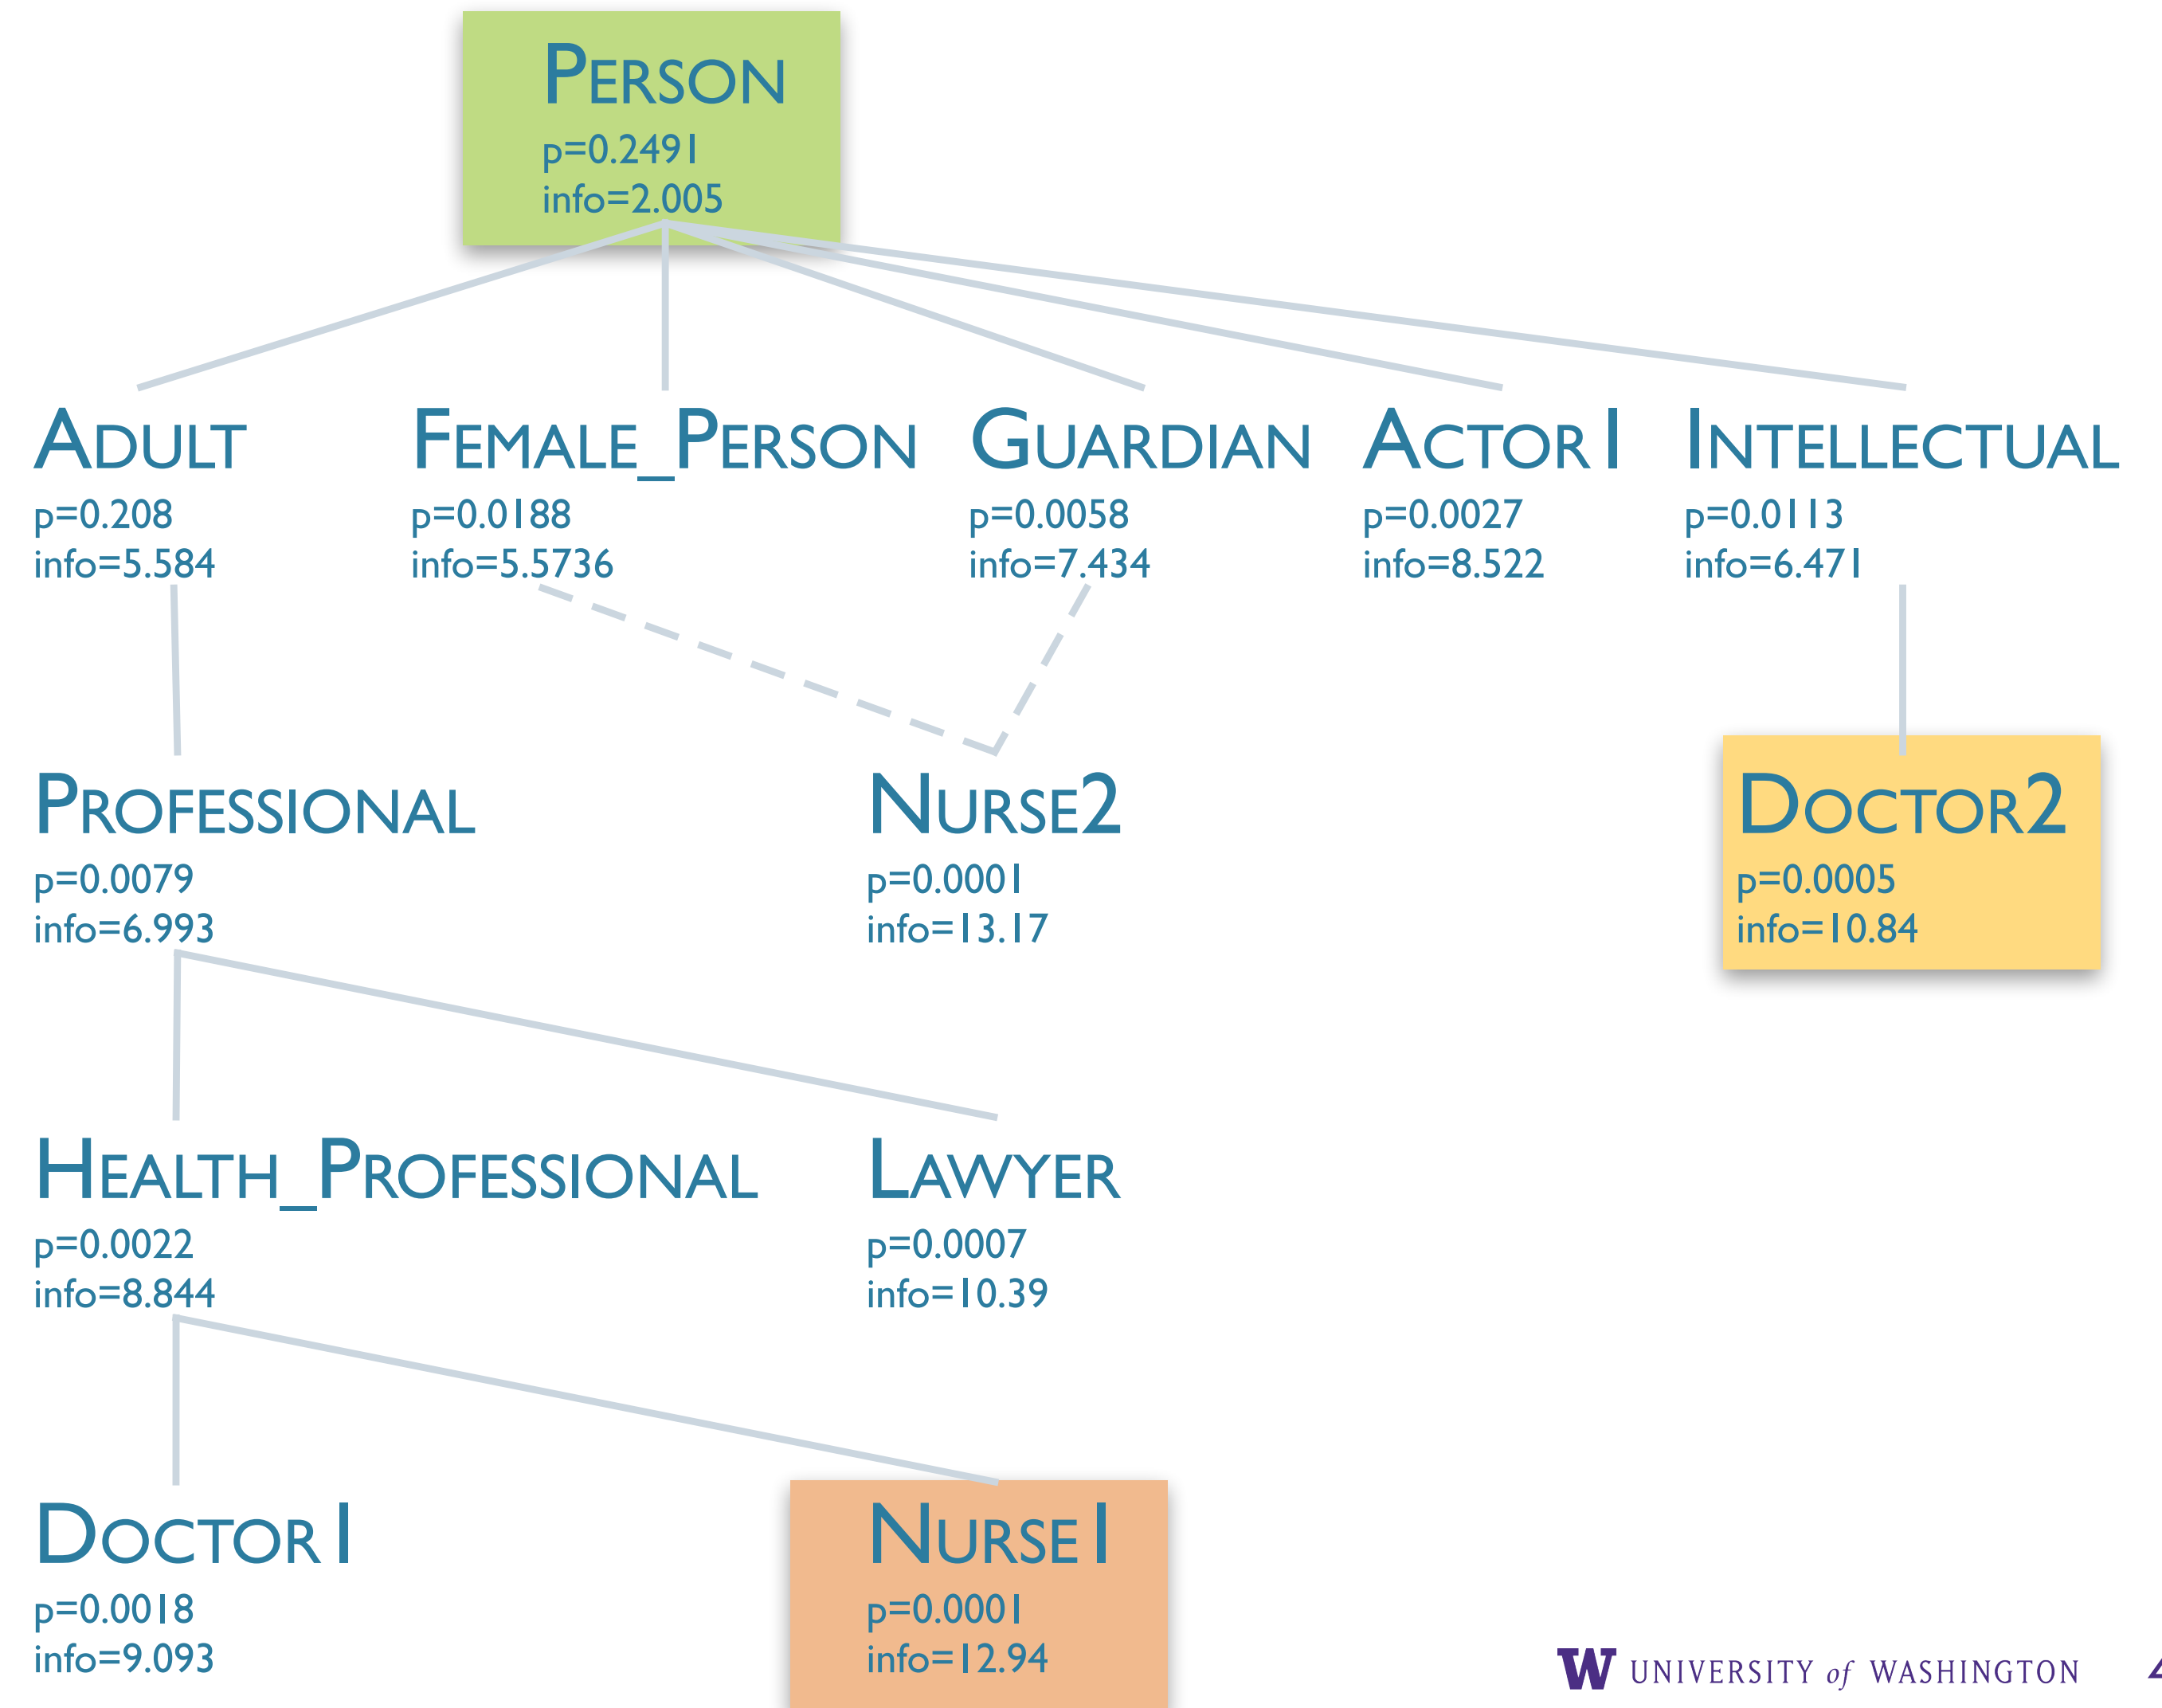 PERSON
p=0.2491
info=2.005
ADULT
p=0.208
info=5.584
FEMALE_PERSON
p=0.0188
info=5.5736
GUARDIAN
p=0.0058
info=7.434
ACTOR1
p=0.0027
info=8.522
INTELLECTUAL
p=0.0113
info=6.471
PROFESSIONAL
p=0.0079
info=6.993
NURSE2
p=0.0001
info=13.17
DOCTOR2
p=0.0005
info=10.84
HEALTH_PROFESSIONAL
p=0.0022
info=8.844
LAWYER
p=0.0007
info=10.39
DOCTOR1
p=0.0018
info=9.093
NURSE1
p=0.0001
info=12.94
W UNIVERSITY of WASHINGTON